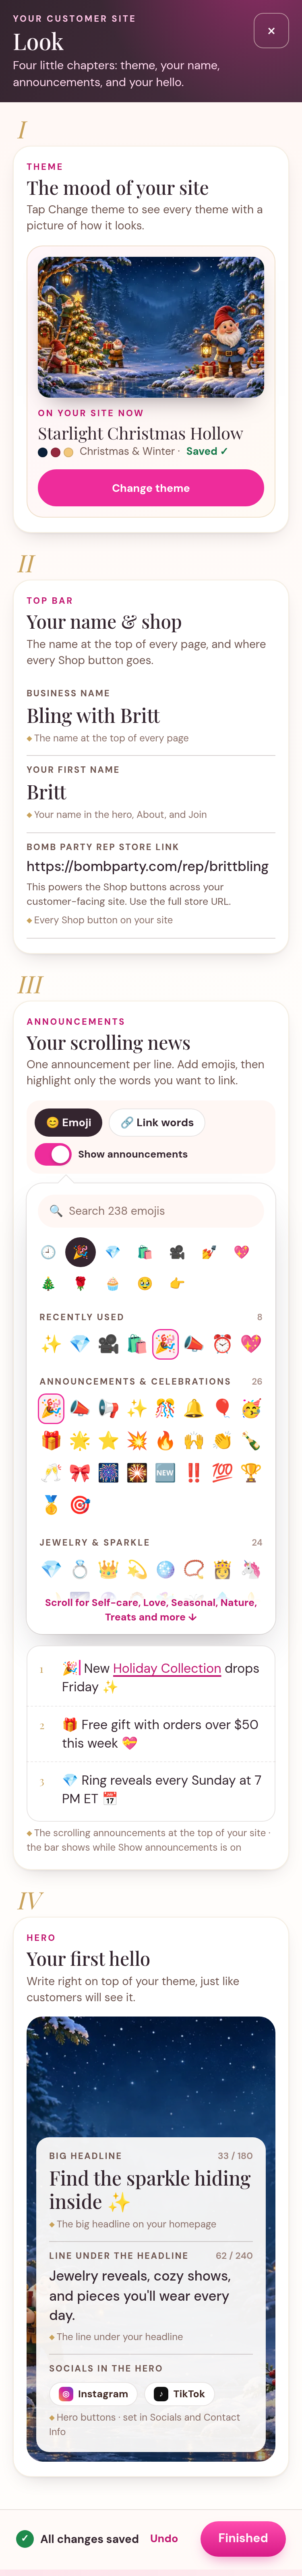 YOUR CUSTOMER SITE
Look
Four little chapters: theme, your name,
announcements, and your hello.
×
I
THEME
The mood of your site
Tap Change theme to see every theme with a
picture of how it looks.
ON YOUR SITE NOW
Starlight Christmas Hollow
Christmas & Winter · Saved ✓
Change theme
II
TOP BAR
Your name & shop
The name at the top of every page, and where
every Shop button goes.
BUSINESS NAME
Bling with Britt
◆ The name at the top of every page
YOUR FIRST NAME
Britt
◆ Your name in the hero, About, and Join
BOMB PARTY REP STORE LINK
https://bombparty.com/rep/brittbling
This powers the Shop buttons across your
customer-facing site. Use the full store URL.
◆ Every Shop button on your site
III
ANNOUNCEMENTS
Your scrolling news
One announcement per line. Add emojis, then
highlight only the words you want to link.
😊 Emoji 🔗 Link words
Show announcements
🔍 Search 238 emojis
RECENTLY USED 8
ANNOUNCEMENTS & CELEBRATIONS 26
NEW
100
JEWELRY & SPARKLE 24
Scroll for Self-care, Love, Seasonal, Nature,
Treats and more ↓
1 🎉 New Holiday Collection drops
Friday ✨
2 🎁 Free gift with orders over $50
this week 💝
3 💎 Ring reveals every Sunday at 7
PM ET 📅
◆ The scrolling announcements at the top of your site ·
the bar shows while Show announcements is on
IV
HERO
Your first hello
Write right on top of your theme, just like
customers will see it.
BIG HEADLINE 33 / 180
Find the sparkle hiding
inside ✨
◆ The big headline on your homepage
LINE UNDER THE HEADLINE 62 / 240
Jewelry reveals, cozy shows,
and pieces you'll wear every
day.
◆ The line under your headline
SOCIALS IN THE HERO
Instagram TikTok
◆ Hero buttons · set in Socials and Contact
Info
✓ All changes saved Undo Finished